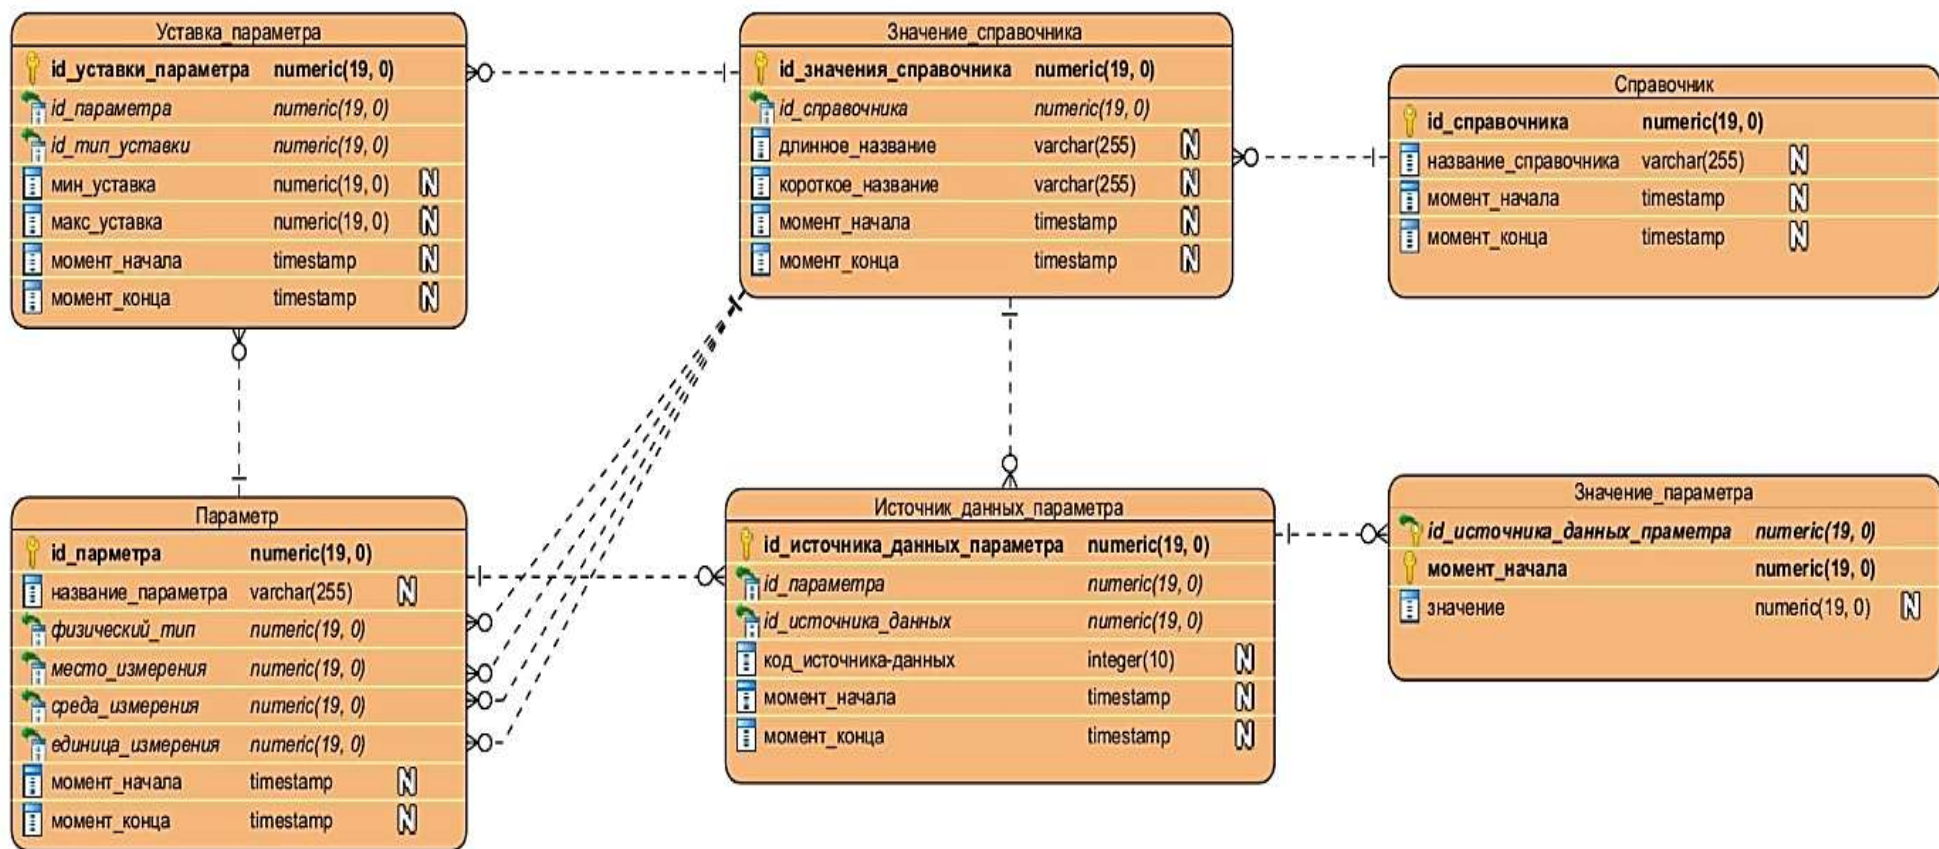 Уставка_параметра
id_уставки_параметра numeric(19, 0)
id_параметра numeric(19, 0)
id_тип_уставки numeric(19, 0)
мин_уставка numeric(19, 0) N
макс_уставка numeric(19, 0) N
момент_начала timestamp N
момент_конца timestamp N
Значение_справочника
id_значения_справочника numeric(19, 0)
id_справочника numeric(19, 0)
длинное_название varchar(255) N
короткое_название varchar(255) N
момент_начала timestamp N
момент_конца timestamp N
Справочник
id_справочника numeric(19, 0)
название_справочника varchar(255) N
момент_начала timestamp N
момент_конца timestamp N
Параметр
id_парметра numeric(19, 0)
название_параметра varchar(255) N
физический_тип numeric(19, 0)
место_измерения numeric(19, 0)
среда_измерения numeric(19, 0)
единица_измерения numeric(19, 0)
момент_начала timestamp N
момент_конца timestamp N
Источник_данных_параметра
id_источника_данных_параметра numeric(19, 0)
id_параметра numeric(19, 0)
id_источника_данных numeric(19, 0)
код_источника-данных integer(10) N
момент_начала timestamp N
момент_конца timestamp N
Значение_параметра
id_источника_данных_праметра numeric(19, 0)
момент_начала numeric(19, 0)
значение numeric(19, 0) N